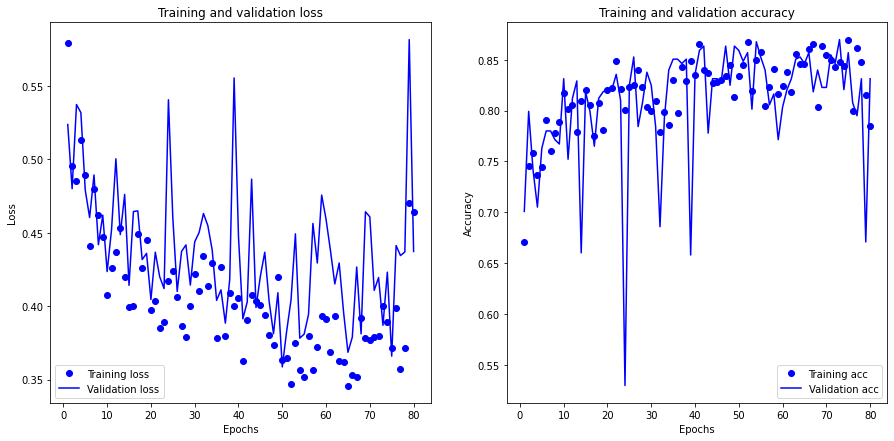 Training and validation loss
Loss
0.55
0.50
0.45
0.40
0.35
Training loss
Validation loss
0 10 20 30 40 50 60 70 80
Epochs
Training and validation accuracy
Accuracy
0.85
0.80
0.75
0.70
0.65
0.60
0.55
Training acc
Validation acc
0 10 20 30 40 50 60 70 80
Epochs